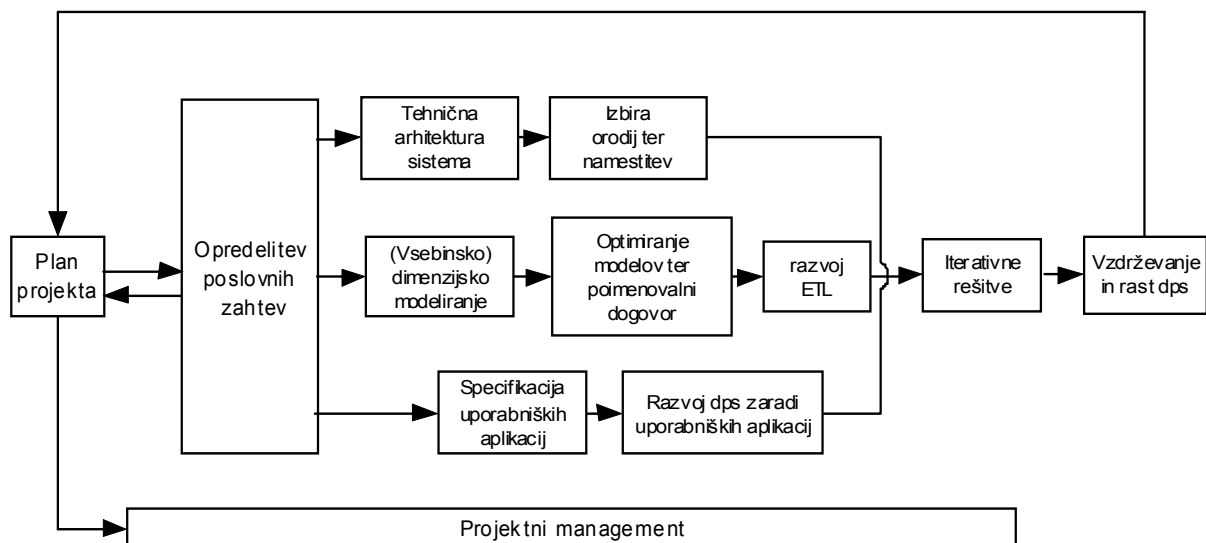 Plan
projekta
Opredelitev
poslovnih
zahtev
Tehnična
arhitektura
sistema
Izbira
orodij ter
namestitev
(Vsebinsko)
dimenzijsko
modeliranje
Optimiranje
modelov ter
poimenovalni
dogovor
razvoj
ETL
Specifikacija
uporabniških
aplikacij
Razvoj dps zaradi
uporabniških aplikacij
Iterativne
rešitve
Vzdrževanje
in rast dps
Projektni management